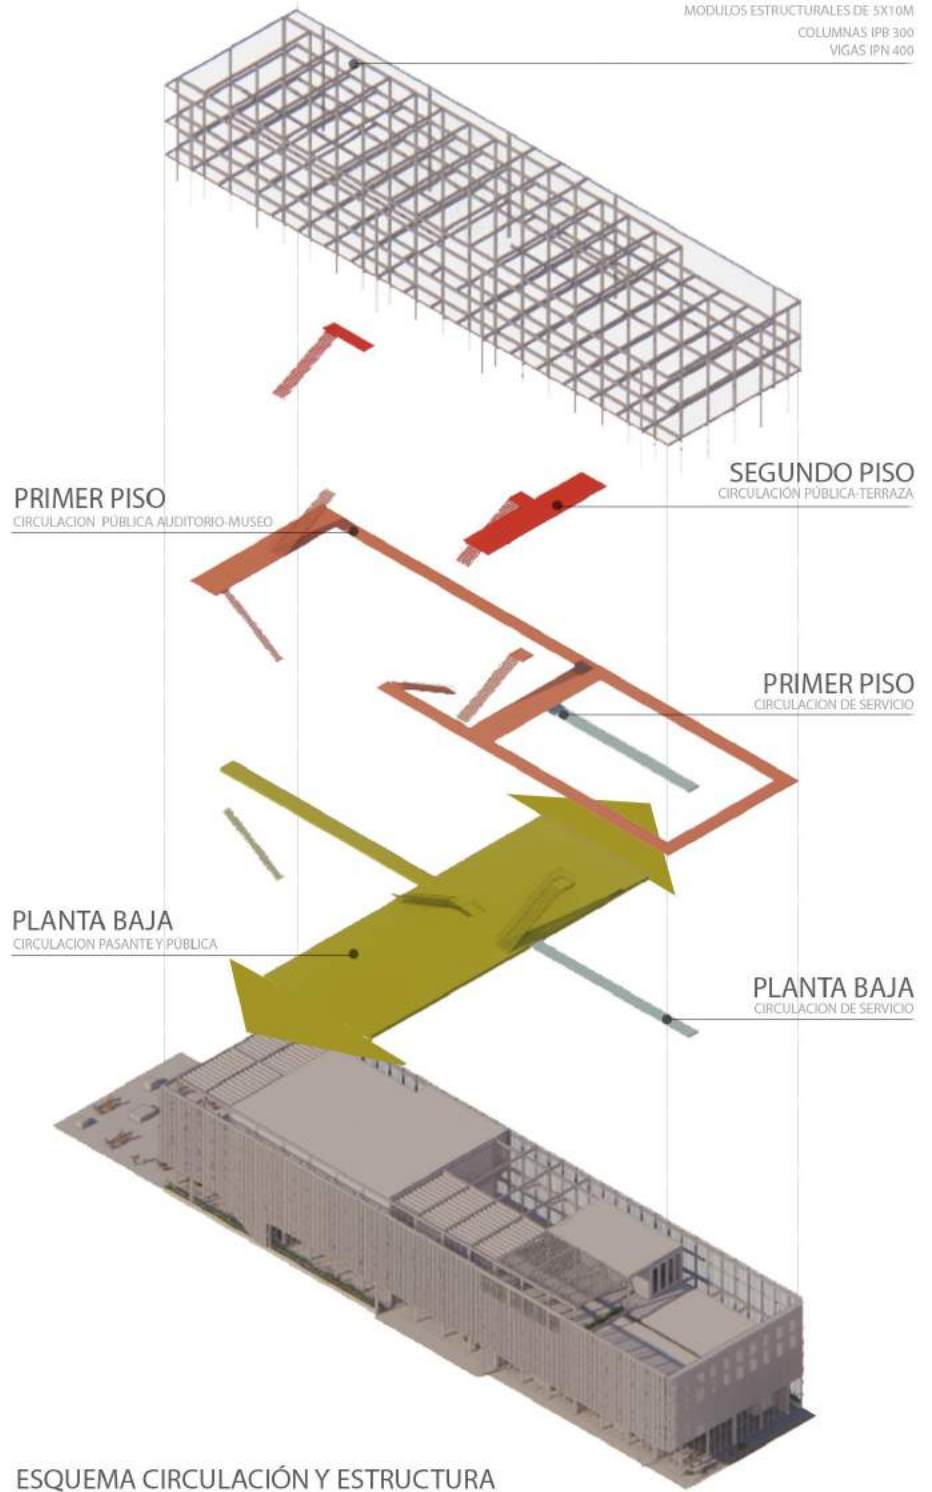 MODULOS ESTRUCTURALES DE 5X10M
COLUMNAS IPB 300
VIGAS IPN 400
SEGUNDO PISO
CIRCULACIÓN PÚBLICA-TERRAZA
PRIMER PISO
CIRCULACION PÚBLICA AUDITORIO-MUSEO
PRIMER PISO
CIRCULACION DE SERVICIO
PLANTA BAJA
CIRCULACION PASANTE Y PÚBLICA
PLANTA BAJA
CIRCULACION DE SERVICIO
ESQUEMA CIRCULACIÓN Y ESTRUCTURA